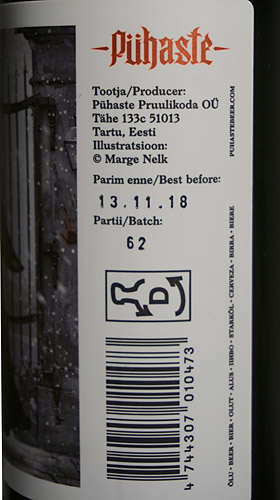 Pühaste
Tootja/Producer:
Pühaste Pruulikoda OÜ
Tähe 133c 51013
Tartu, Eesti
Illustratsioon:
© Marge Nelk
Parim enne/Best before:
13.11.18
Partii/Batch:
62
D
4 744307 010473
PUHASTEBEER.COM
ÕLU • BEER • BIER • OLUT • ALUS • ПИВО • STARKÖL • CERVEZA • BIRRA • BIERE